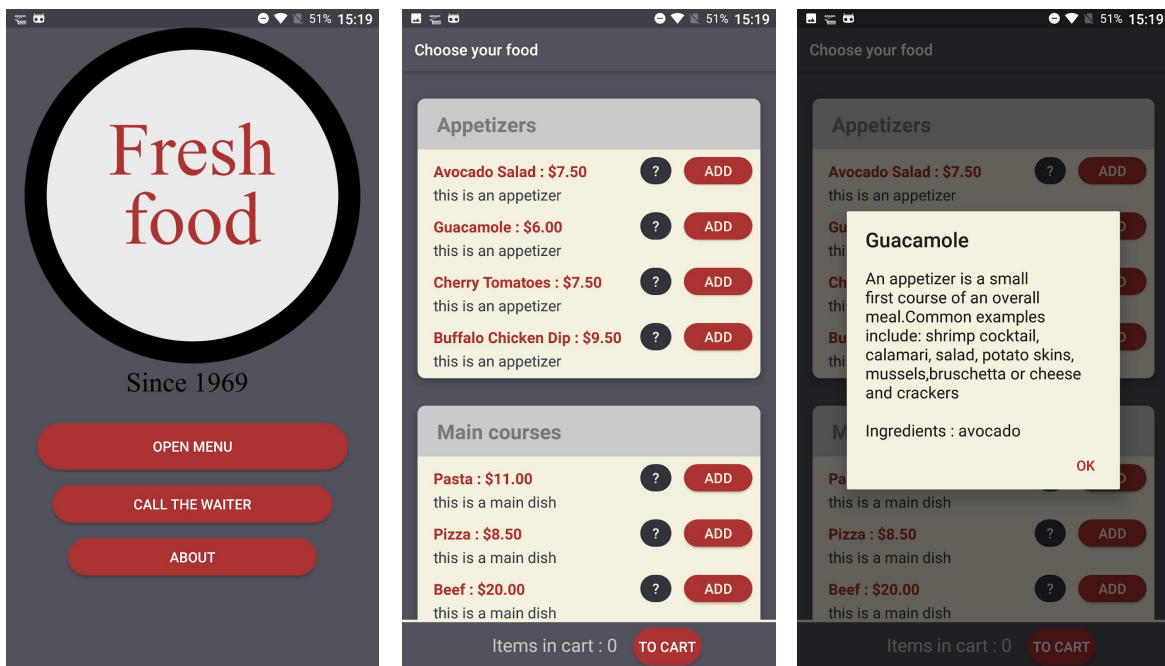 51% 15:19
Fresh
food
Since 1969
OPEN MENU
CALL THE WAITER
ABOUT
51% 15:19
Choose your food
Appetizers
Avocado Salad : $7.50 ? ADD
this is an appetizer
Guacamole : $6.00 ? ADD
this is an appetizer
Cherry Tomatoes : $7.50 ? ADD
this is an appetizer
Buffalo Chicken Dip : $9.50 ? ADD
this is an appetizer
Main courses
Pasta : $11.00 ? ADD
this is a main dish
Pizza : $8.50 ? ADD
this is a main dish
Beef : $20.00 ? ADD
this is a main dish
Items in cart : 0 TO CART
51% 15:19
Choose your food
Appetizers
Avocado Salad : $7.50 ? ADD
this is an appetizer
Guacamole
An appetizer is a small
first course of an overall
meal.Common examples
include: shrimp cocktail,
calamari, salad, potato skins,
mussels,bruschetta or cheese
and crackers
Ingredients : avocado
OK
this is a main dish
Pizza : $8.50 ? ADD
this is a main dish
Beef : $20.00 ? ADD
this is a main dish
Items in cart : 0 TO CART